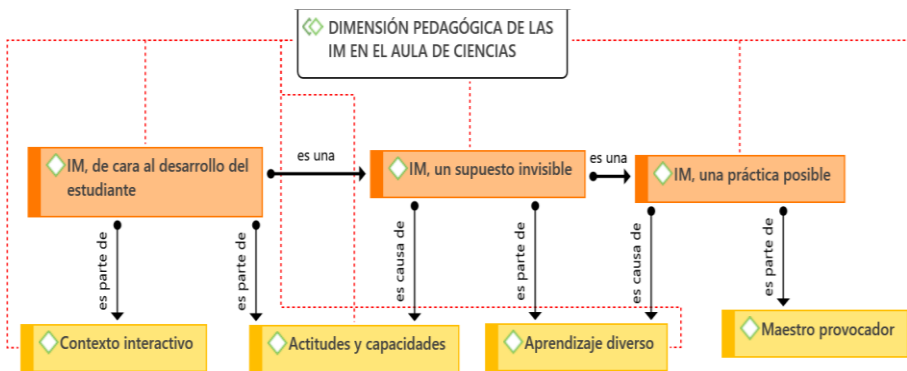 DIMENSIÓN PEDAGÓGICA DE LAS
IM EN EL AULA DE CIENCIAS
IM, de cara al desarrollo del
estudiante
es una
IM, un supuesto invisible
es una
IM, una práctica posible
es parte de
es parte de
es causa de
es parte de
es causa de
es parte de
Contexto interactivo
Actitudes y capacidades
Aprendizaje diverso
Maestro provocador